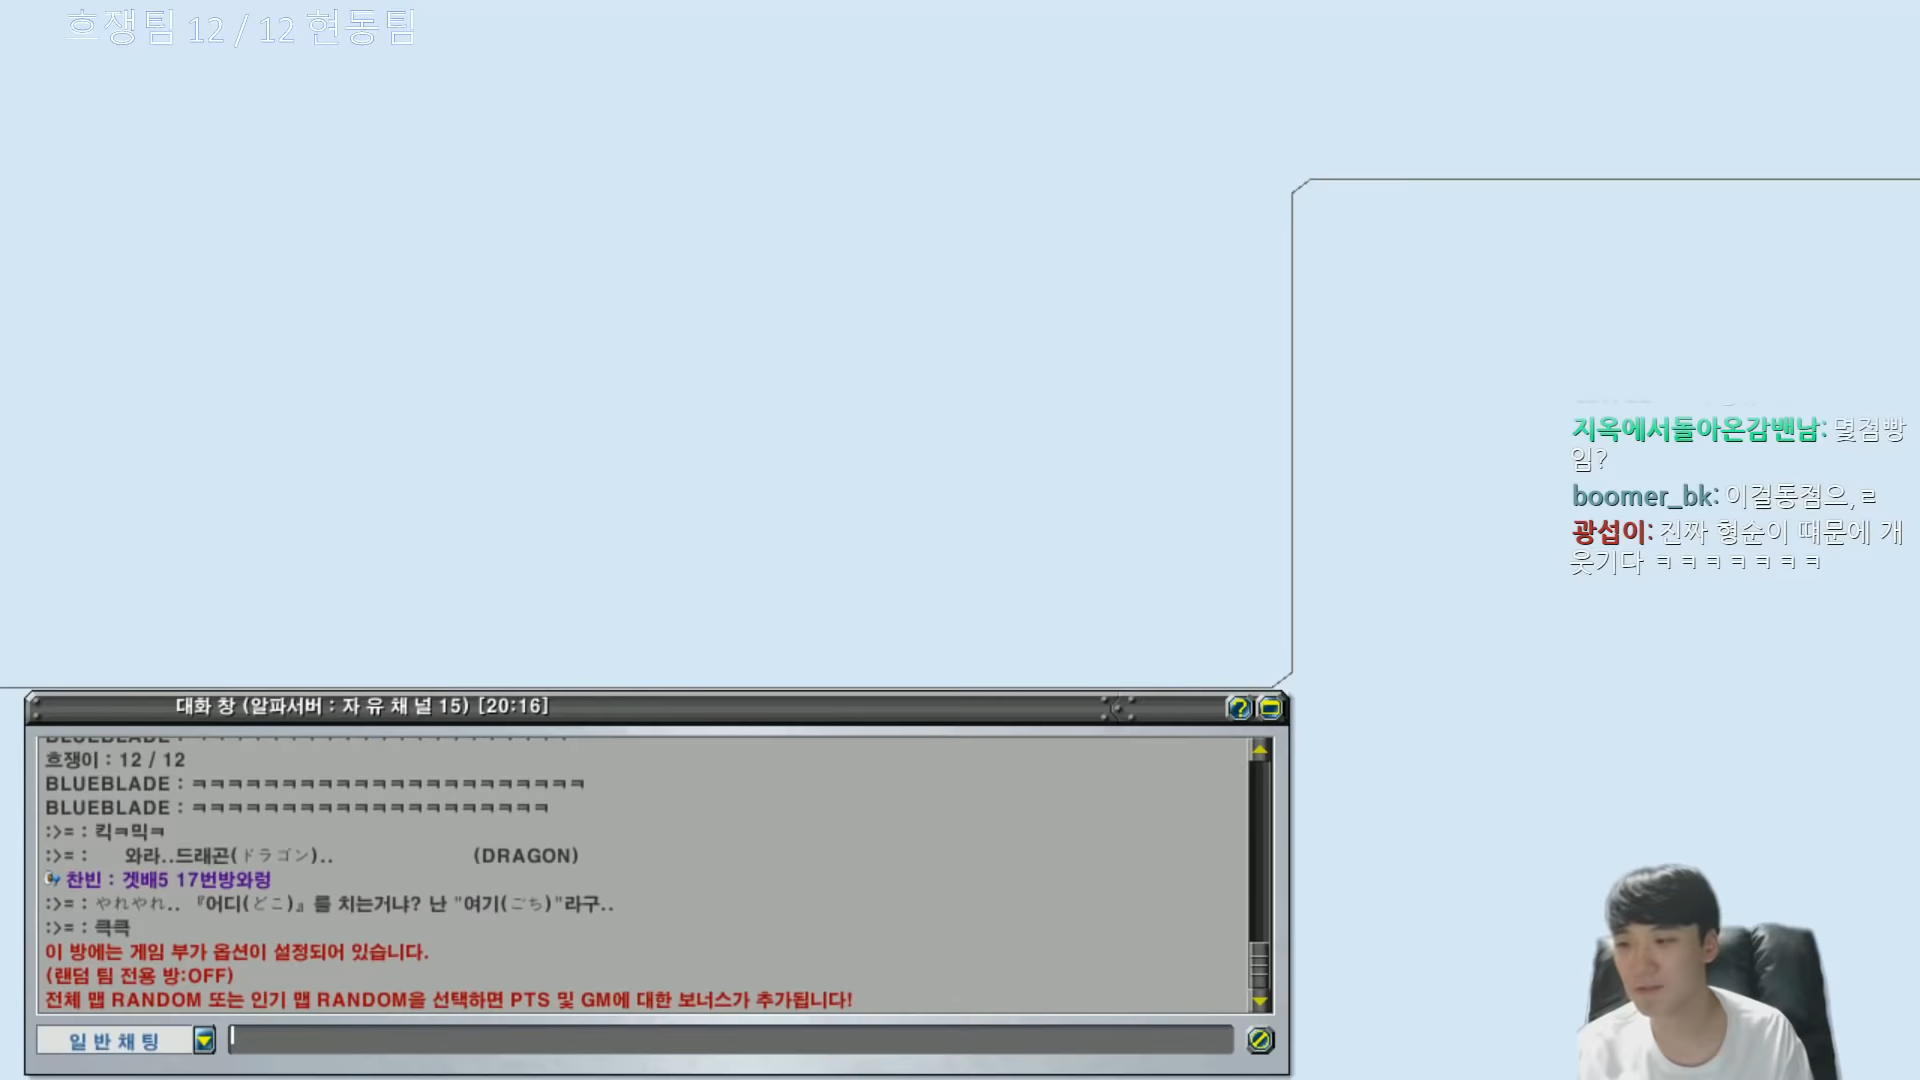 흐쟁팀 12 / 12 현동팀
지옥에서돌아온감밴남: 몇점빵
임?
boomer_bk: 이걸동점으,ㄹ
광섭이: 진짜 형순이 떄문에 개
웃기다 ㅋㅋㅋㅋㅋㅋㅋ
대화 창 (알파서버 : 자 유 채 널 15) [20:16]
흐쟁이 : 12 / 12
BLUEBLADE : ㅋㅋㅋㅋㅋㅋㅋㅋㅋㅋㅋㅋㅋㅋㅋㅋㅋㅋㅋㅋㅋㅋ
BLUEBLADE : ㅋㅋㅋㅋㅋㅋㅋㅋㅋㅋㅋㅋㅋㅋㅋㅋㅋㅋㅋㅋ
:>= : 킥ㅋ믹ㅋ
:>= : 와라..드래곤(ドラゴン).. (DRAGON)
찬빈 : 겟배5 17번방와렁
:>= : やれやれ.. 『어디(どこ)』를 치는거냐? 난 "여기(ごち)"라구..
:>= : 큭큭
이 방에는 게임 부가 옵션이 설정되어 있습니다.
(랜덤 팀 전용 방:OFF)
전체 맵 RANDOM 또는 인기 맵 RANDOM을 선택하면 PTS 및 GM에 대한 보너스가 추가됩니다!
일 반 채 팅